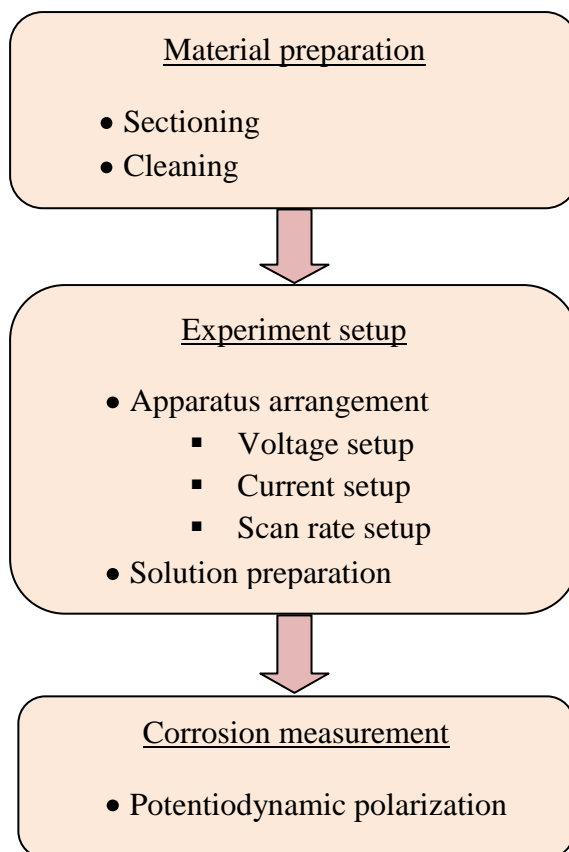 Material preparation
• Sectioning
• Cleaning
Experiment setup
• Apparatus arrangement
▪ Voltage setup
▪ Current setup
▪ Scan rate setup
• Solution preparation
Corrosion measurement
• Potentiodynamic polarization